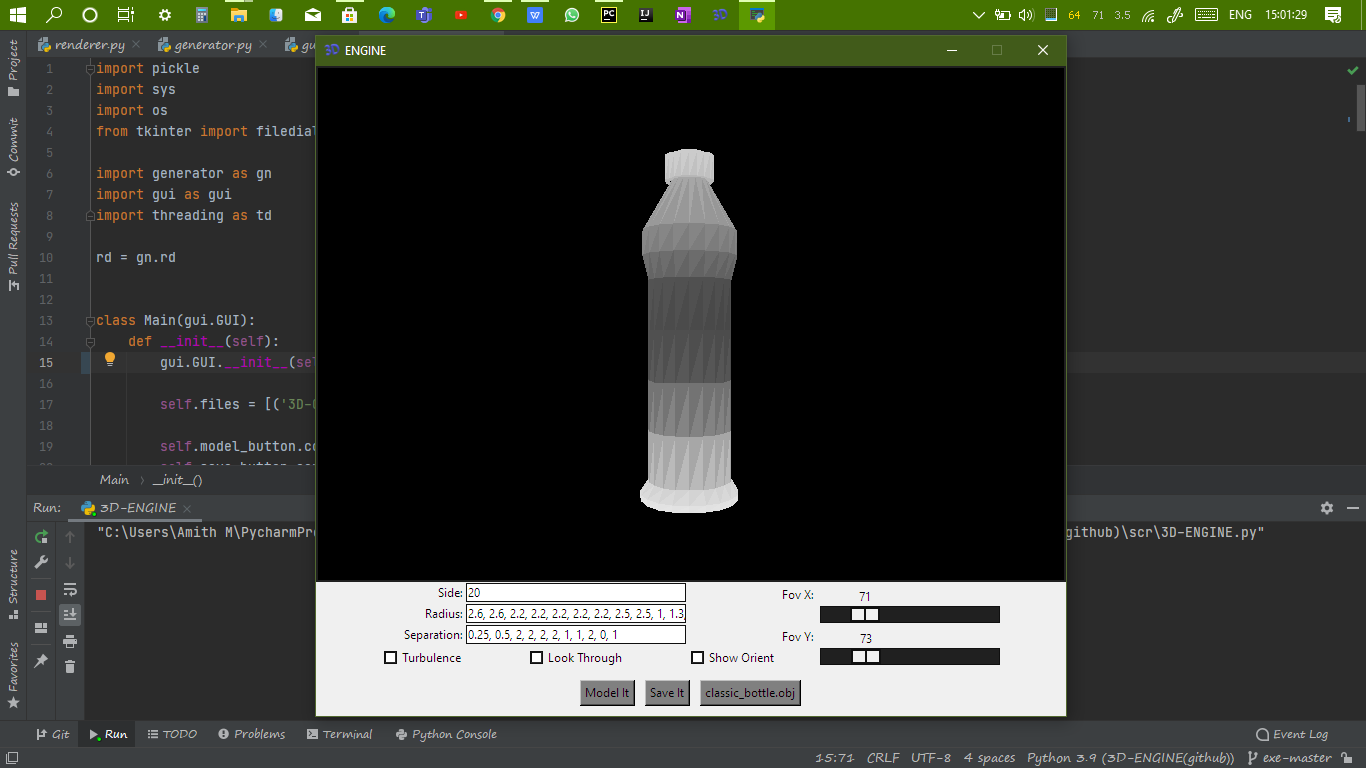 64 71 3.5 ENG 15:01:29
Project
Commit
Pull Requests
Structure
Favorites
renderer.py
generator.py
gu
3D ENGINE
1 import pickle
2 import sys
3 import os
4 from tkinter import filedial
5
6 import generator as gn
7 import gui as gui
8 import threading as td
9
10 rd = gn.rd
11
12
13 class Main(gui.GUI):
14 def __init__(self):
15 gui.GUI.__init__(sel
16
17 self.files = [('3D-O
18
19 self.model_button.co
Main › __init__()
Run: 3D-ENGINE
"C:\Users\Amith M\PycharmPro
github)\scr\3D-ENGINE.py"
Side: 20
Radius: 2.6, 2.6, 2.2, 2.2, 2.2, 2.2, 2.2, 2.5, 2.5, 1, 1.3
Separation: 0.25, 0.5, 2, 2, 2, 2, 1, 1, 2, 0, 1
Fov X: 71
Fov Y: 73
Turbulence Look Through Show Orient
Model It Save It classic_bottle.obj
Git Run TODO Problems Terminal Python Console Event Log
15:71 CRLF UTF-8 4 spaces Python 3.9 (3D-ENGINE(github)) exe-master